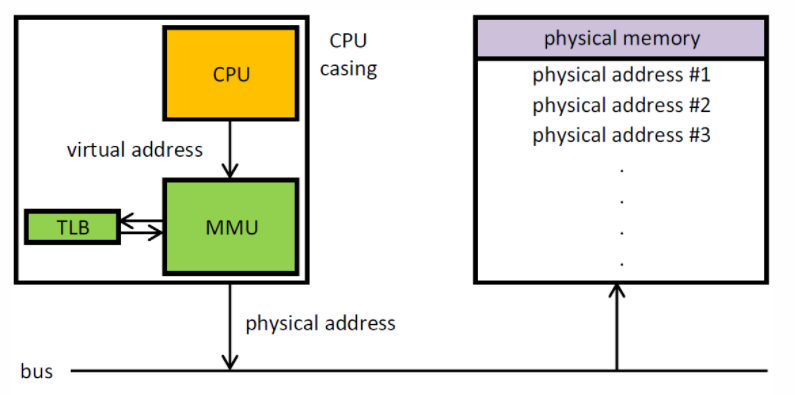 CPU
CPU
casing
virtual address
TLB
MMU
physical address
bus
physical memory
physical address #1
physical address #2
physical address #3
.
.
.
.